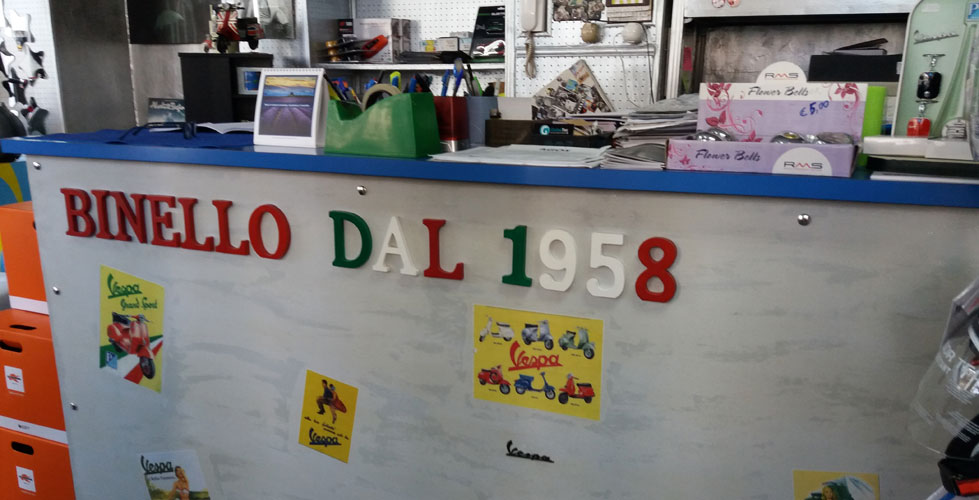 RMS
Flower Bells
€ 5,00
Flower Bells
RMS
BINELLO DAL 1958
Vespa
Grand Sport
Vespa
Vespa
Vespa
Vespa